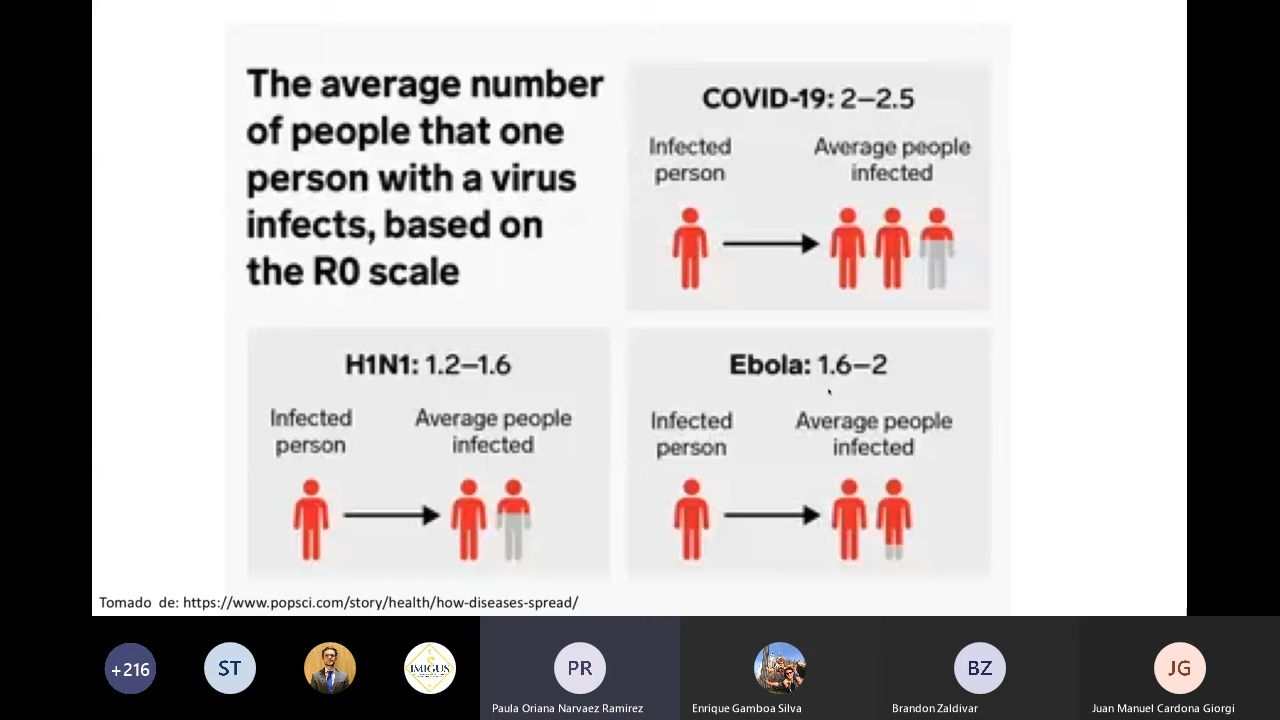 The average number
of people that one
person with a virus
infects, based on
the R0 scale
COVID-19: 2–2.5
Infected
person
Average people
infected
H1N1: 1.2–1.6
Infected
person
Average people
infected
Ebola: 1.6–2
Infected
person
Average people
infected
Tomado de: https://www.popsci.com/story/health/how-diseases-spread/
+216
ST
IMIGUS
PR
BZ
JG
Paula Oriana Narvaez Ramirez
Enrique Gamboa Silva
Brandon Zaldivar
Juan Manuel Cardona Giorgi